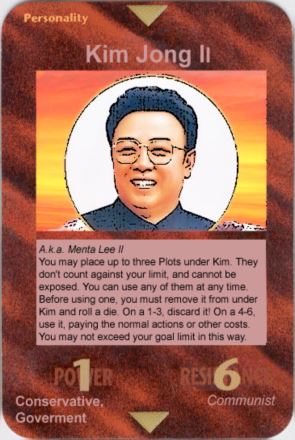 Personality
Kim Jong Il
A.k.a. Menta Lee Il
You may place up to three Plots under Kim. They
don't count against your limit, and cannot be
exposed. You can use any of them at any time.
Before using one, you must remove it from under
Kim and roll a die. On a 1-3, discard it! On a 4-6,
use it, paying the normal actions or other costs.
You may not exceed your goal limit in this way.
POWER RESISTANCE
1 6
Conservative, Communist
Goverment